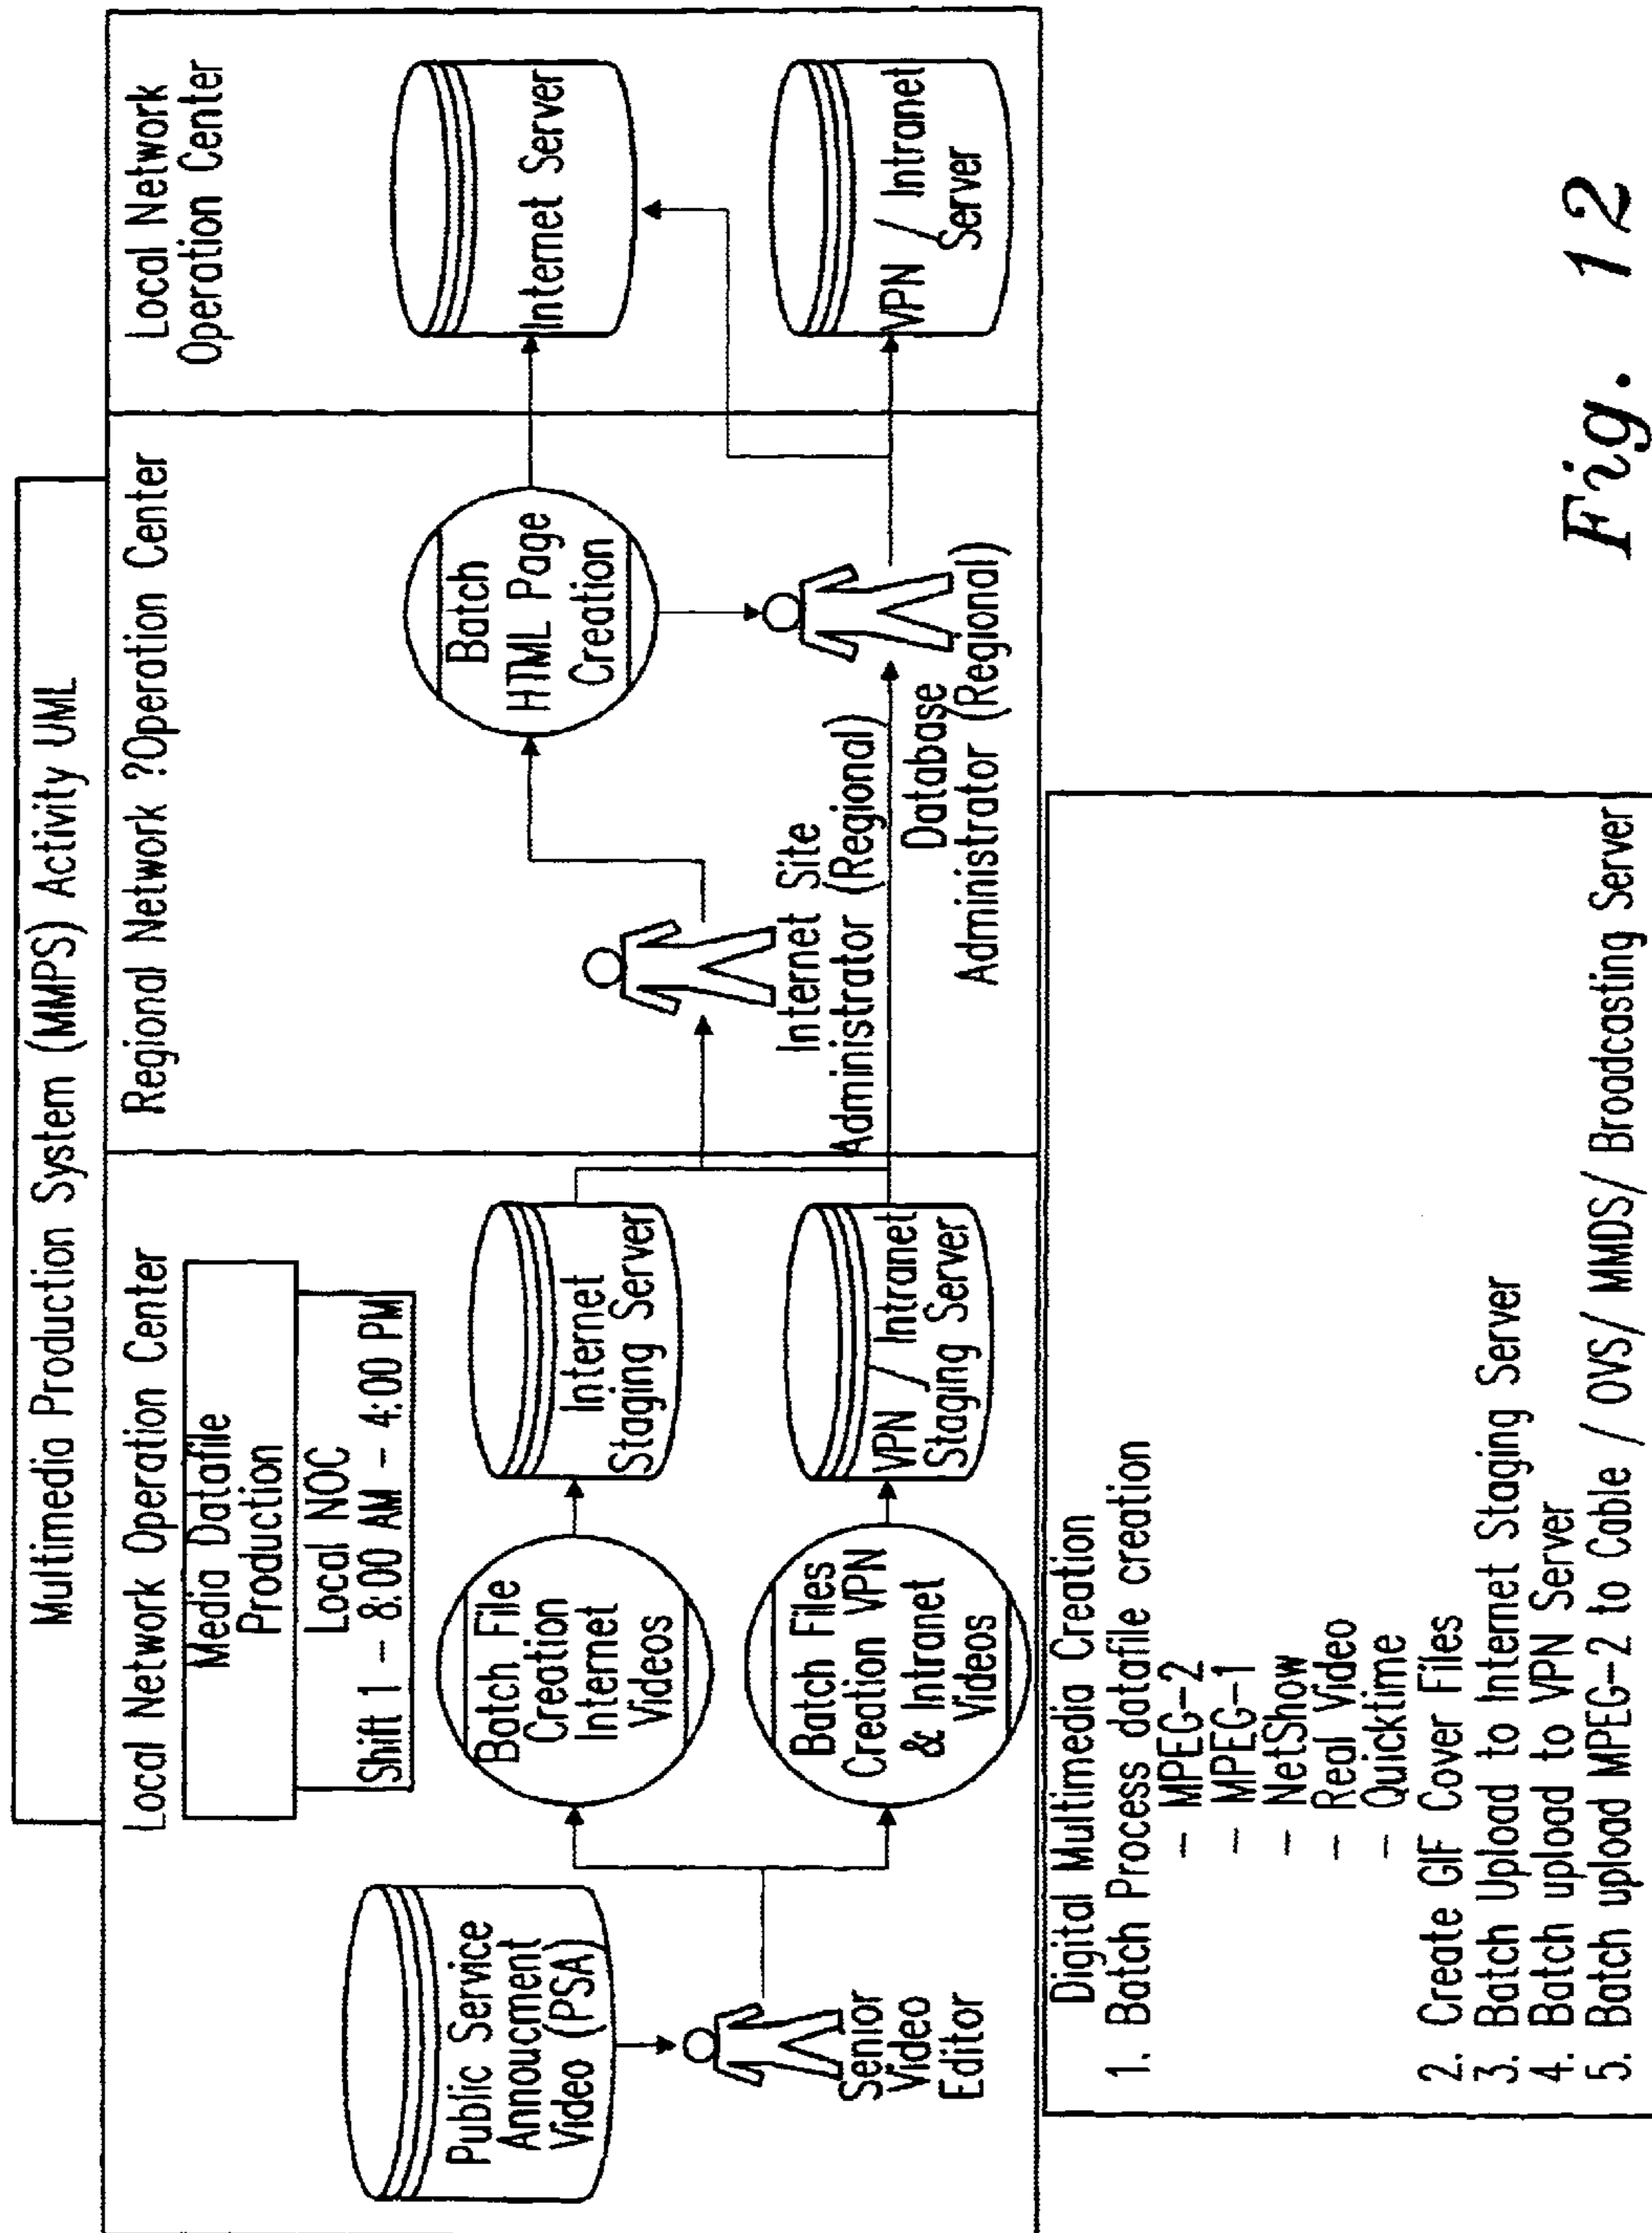 Multimedia Production System (MMPS) Activity UML
Local Network Operation Center
Media Datafile
Production
Local NOC
Shift 1 – 8:00 AM – 4:00 PM
Public Service
Annoucment
Video (PSA)
Senior
Video
Editor
Batch File
Creation
Internet
Videos
Batch Files
Creation VPN
& Intranet
Videos
Internet
Staging Server
VPN / Intranet
Staging Server
Regional Network ?Operation Center
Internet Site
Administrator (Regional)
Batch
HTML Page
Creation
Database
Administrator (Regional)
Local Network
Operation Center
Internet Server
VPN / Intranet
Server
Digital Multimedia Creation
1. Batch Process datafile creation
– MPEG–2
– MPEG–1
– NetShow
– Real Video
– Quicktime
2. Create GIF Cover Files
3. Batch Upload to Internet Staging Server
4. Batch upload to VPN Server
5. Batch upload MPEG–2 to Cable / OVS/ MMDS/ Broadcasting Server
Fig. 12